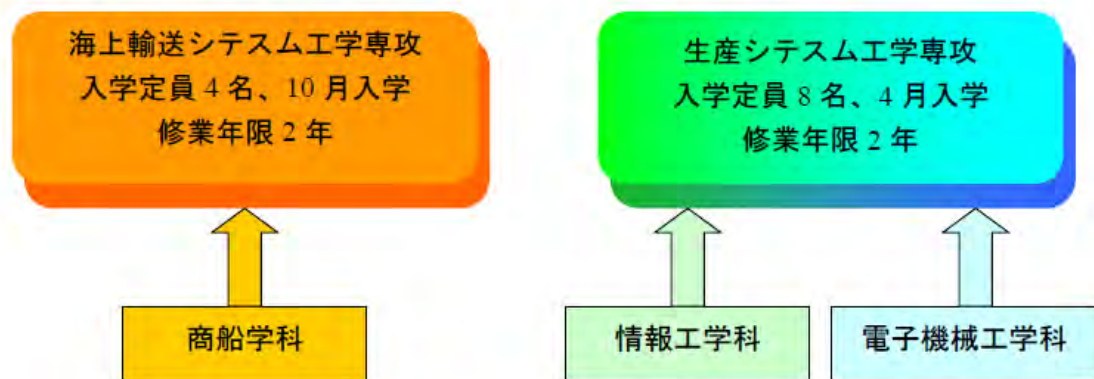 海上輸送シテスム工学専攻
入学定員 4 名、10 月入学
修業年限 2 年
生産シテスム工学専攻
入学定員 8 名、4 月入学
修業年限 2 年
商船学科
情報工学科
電子機械工学科